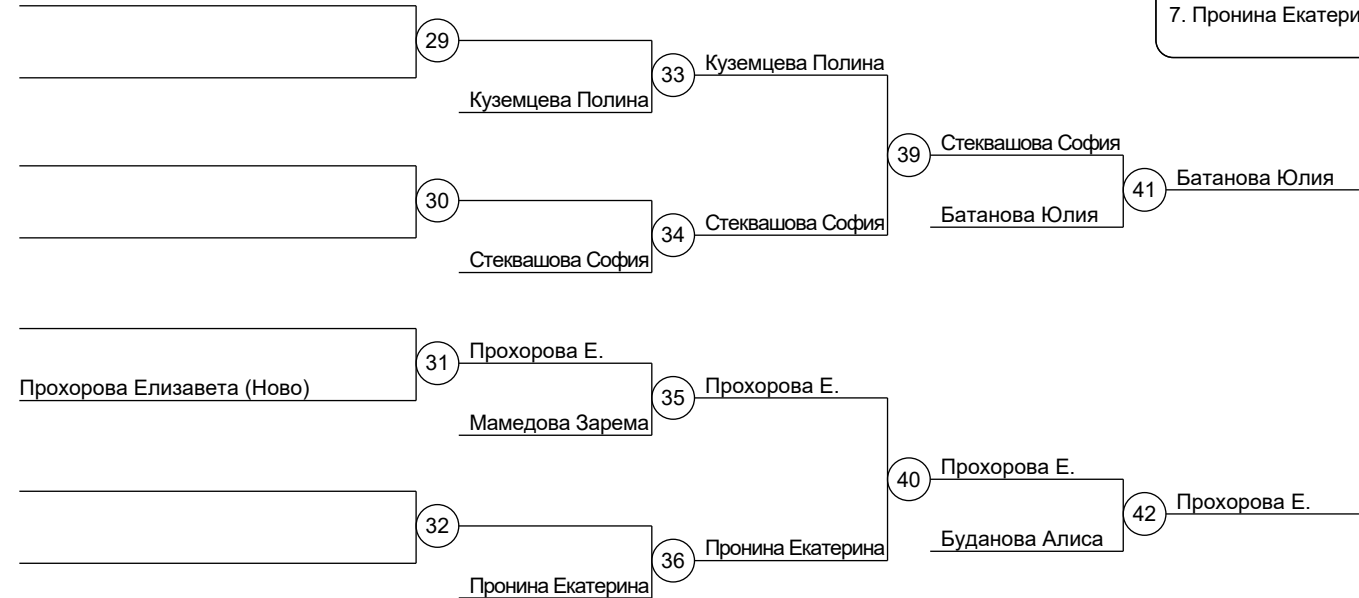 7. Пронина Екатери
29
33
Куземцева Полина
Куземцева Полина
39
Стеквашова София
30
41
Батанова Юлия
34
Стеквашова София
Батанова Юлия
Стеквашова София
31
Прохорова Е.
Прохорова Елизавета (Ново)
35
Прохорова Е.
Мамедова Зарема
40
Прохорова Е.
32
42
Прохорова Е.
36
Пронина Екатерина
Буданова Алиса
Пронина Екатерина